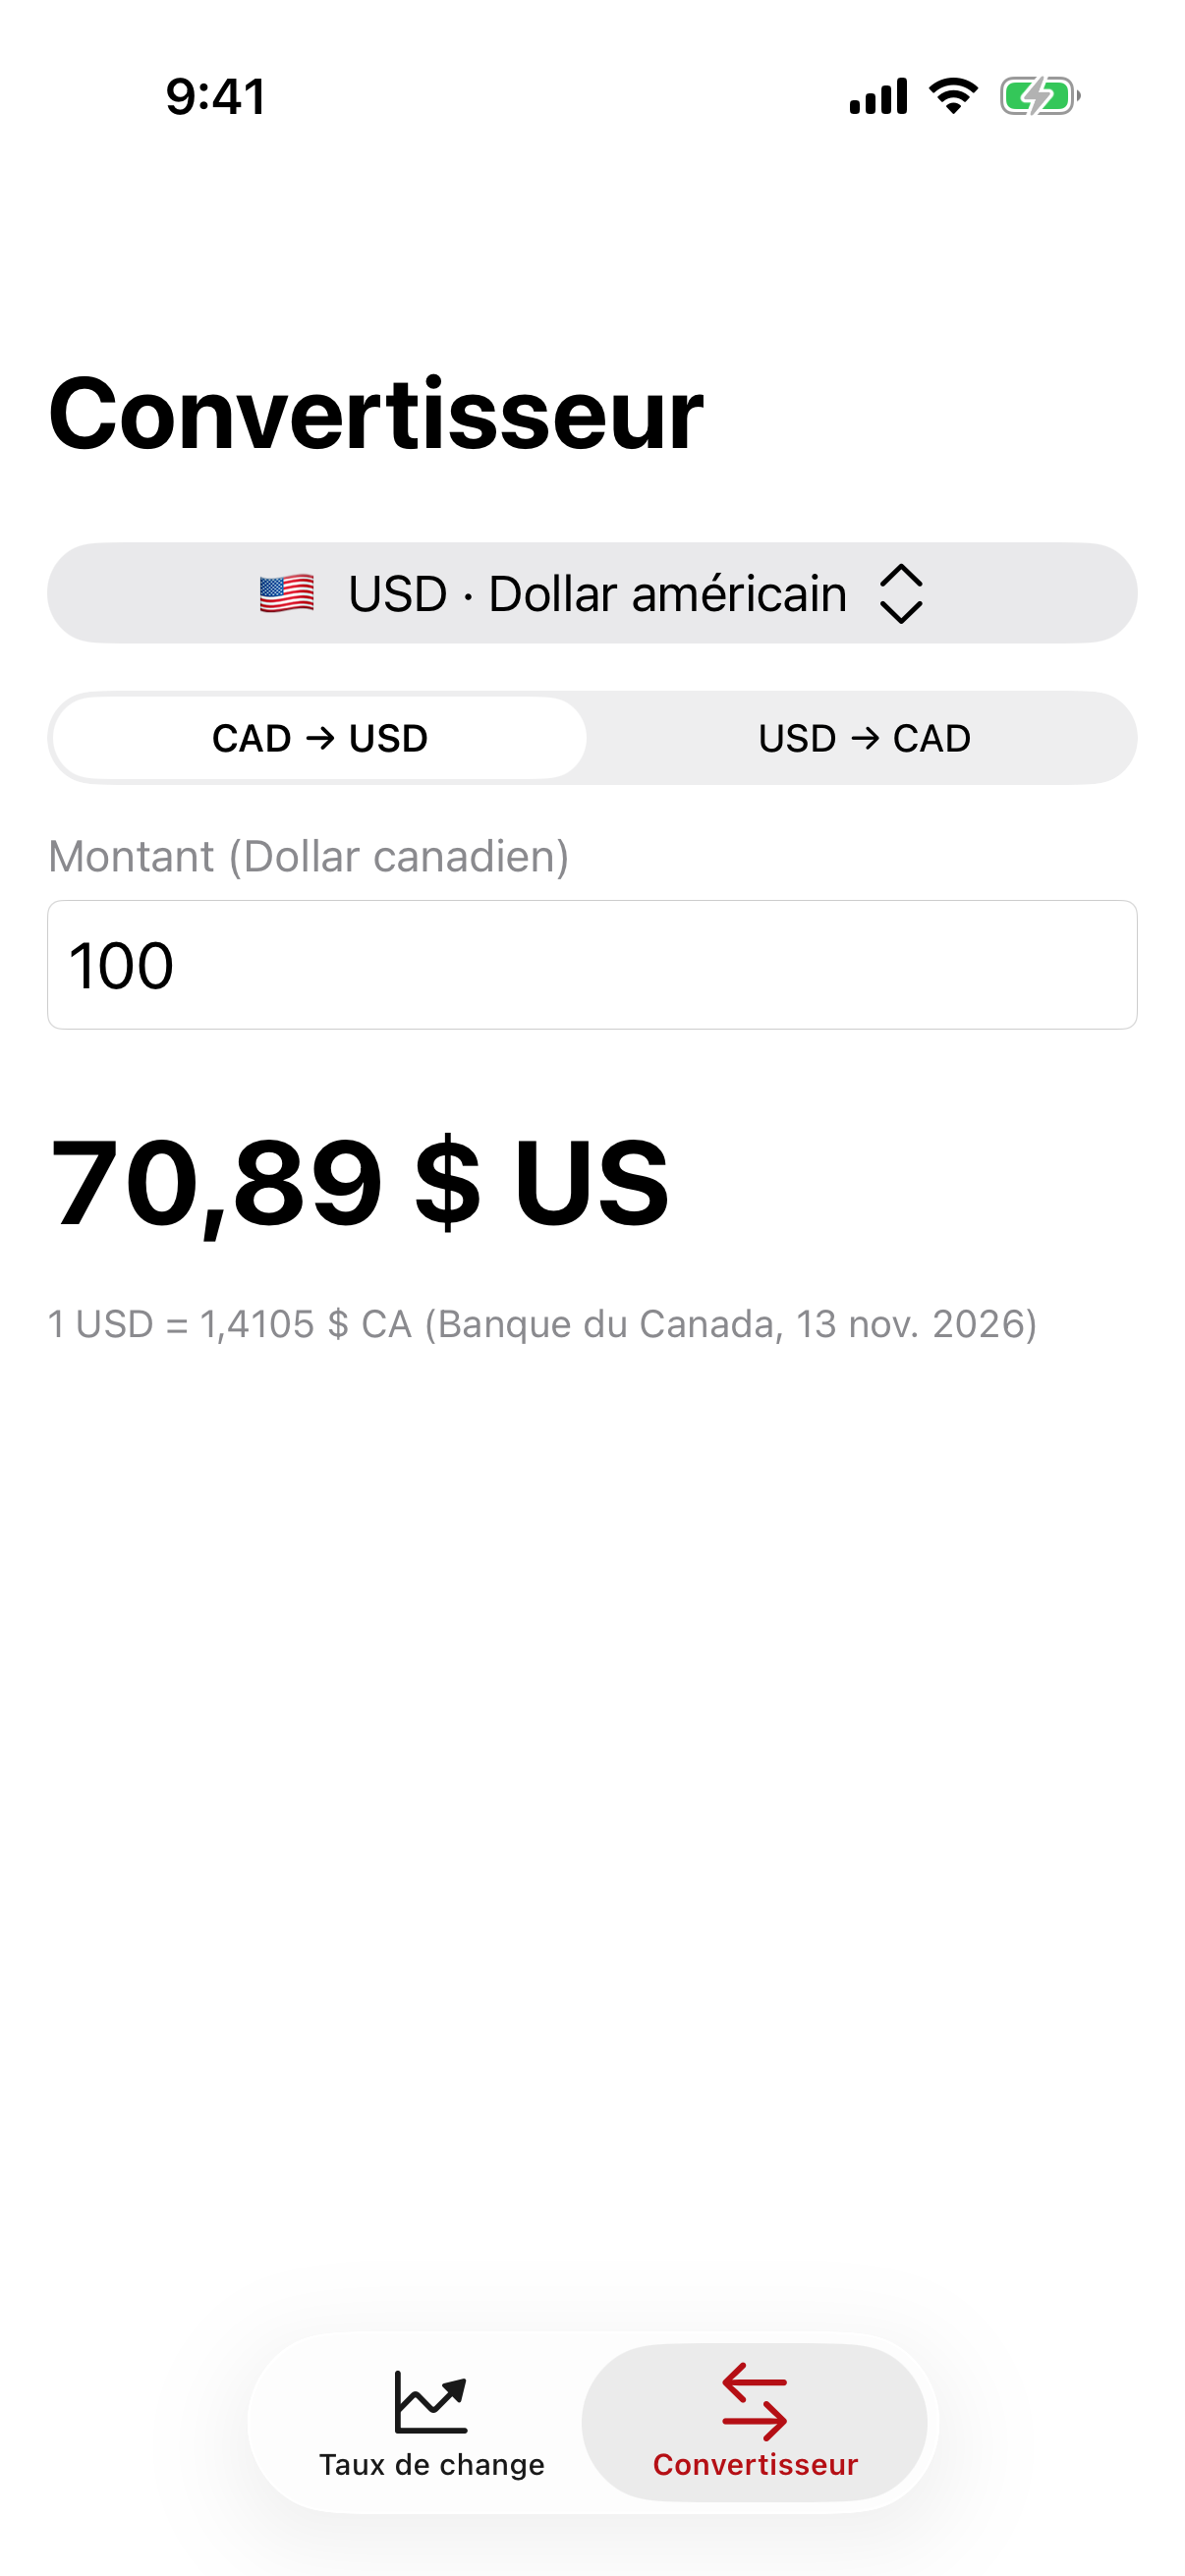 9:41
Convertisseur
USD · Dollar américain
CAD → USD
USD → CAD
Montant (Dollar canadien)
100
70,89 $ US
1 USD = 1,4105 $ CA (Banque du Canada, 13 nov. 2026)
Taux de change
Convertisseur